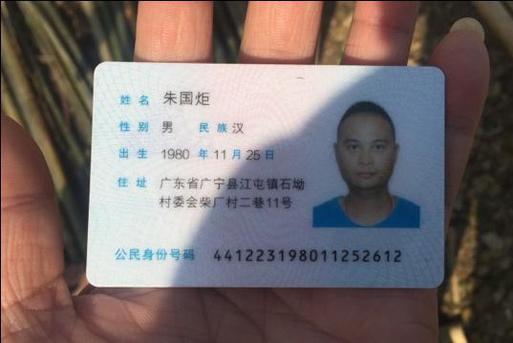 姓名 朱国炬
性别 男 民族 汉
出生 1980 年 11 月 25 日
住址 广东省广宁县江屯镇石坳
村委会柴厂村二巷11号
公民身份号码 441223198011252612